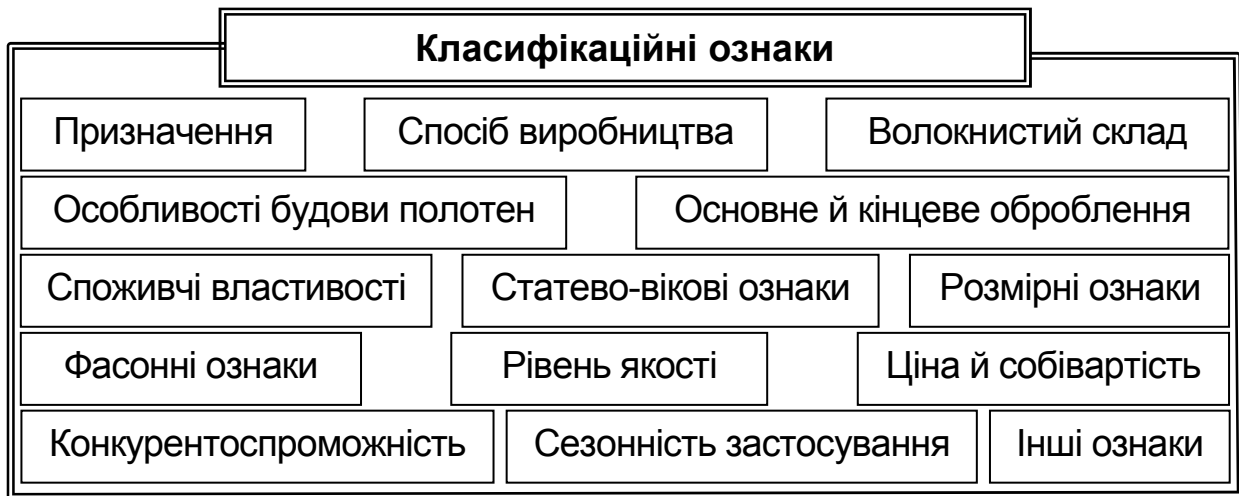 Класифікаційні ознаки
Призначення Спосіб виробництва Волокнистий склад
Особливості будови полотен Основне й кінцеве оброблення
Споживчі властивості Статево-вікові ознаки Розмірні ознаки
Фасонні ознаки Рівень якості Ціна й собівартість
Конкурентоспроможність Сезонність застосування Інші ознаки